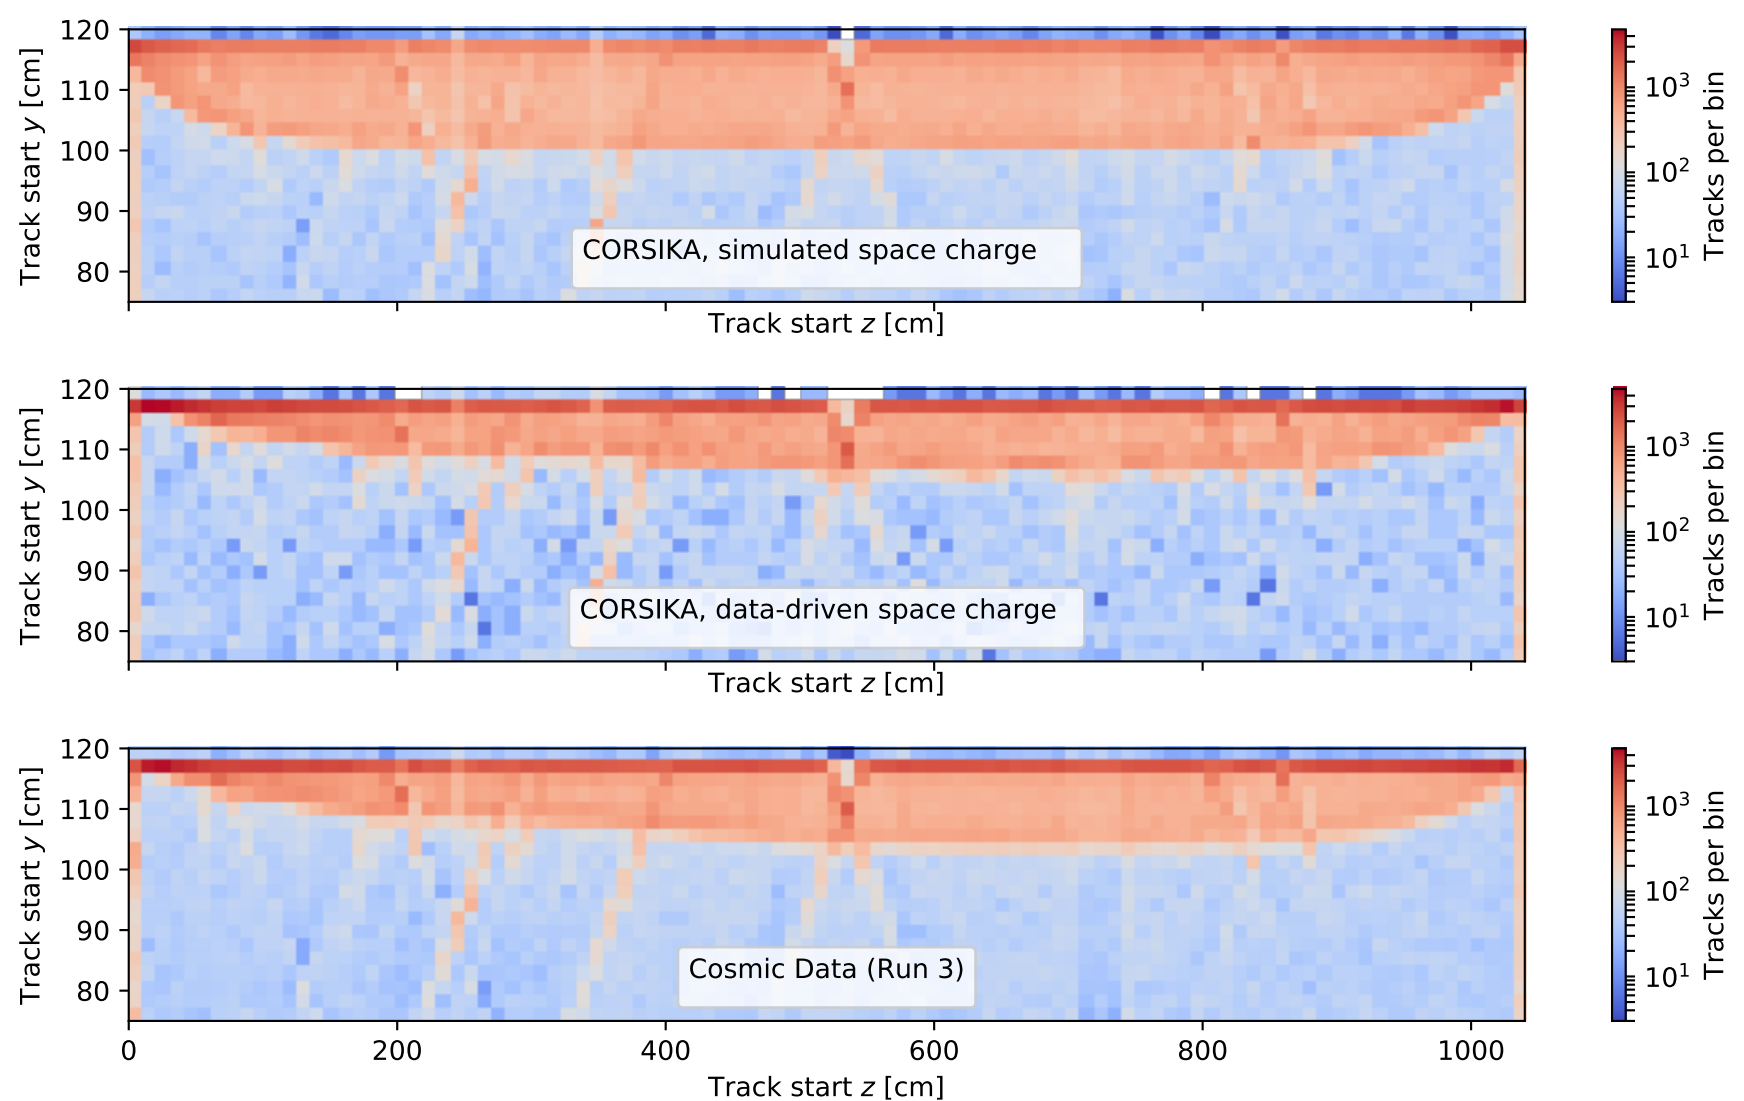 120
110
100
90
80
Track start y [cm]
CORSIKA, simulated space charge
Track start z [cm]
10³
10²
10¹
Tracks per bin
120
110
100
90
80
Track start y [cm]
CORSIKA, data-driven space charge
Track start z [cm]
10³
10²
10¹
Tracks per bin
120
110
100
90
80
Track start y [cm]
Cosmic Data (Run 3)
0 200 400 600 800 1000
Track start z [cm]
10³
10²
10¹
Tracks per bin